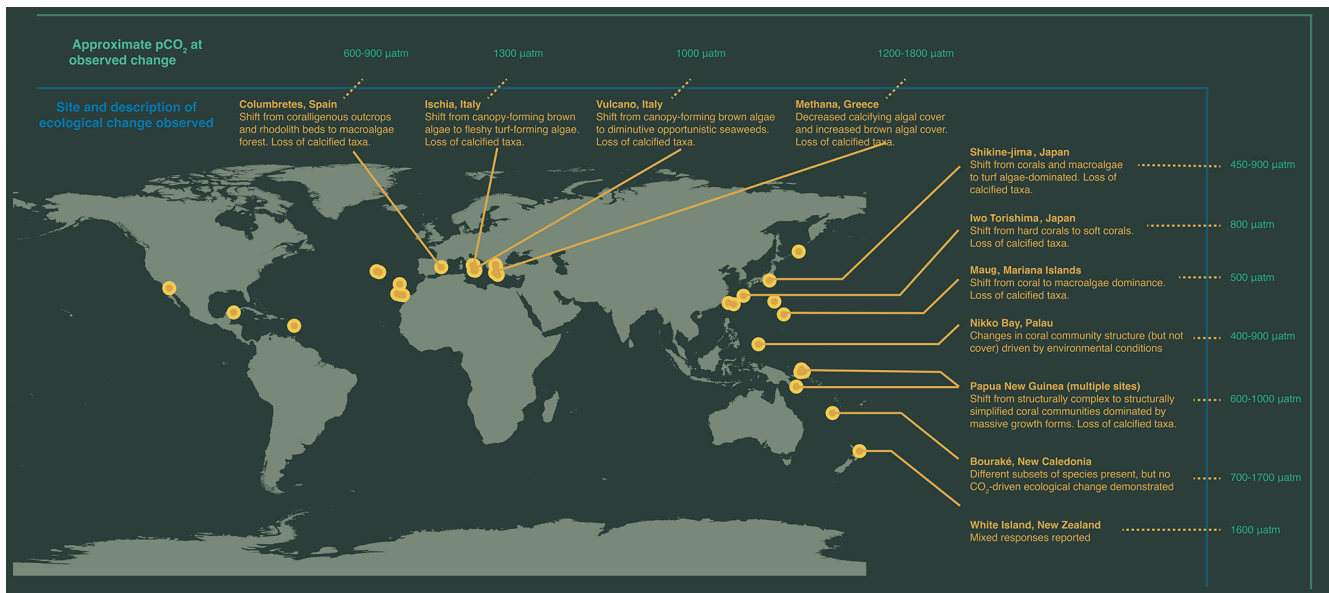 Approximate pCO2 at
observed change
600-900 µatm
1300 µatm
1000 µatm
1200-1800 µatm
Site and description of
ecological change observed
Columbretes, Spain
Shift from coralligenous outcrops
and rhodolith beds to macroalgae
forest. Loss of calcified taxa.
Ischia, Italy
Shift from canopy-forming brown
algae to fleshy turf-forming algae.
Loss of calcified taxa.
Vulcano, Italy
Shift from canopy-forming brown algae
to diminutive opportunistic seaweeds.
Loss of calcified taxa.
Methana, Greece
Decreased calcifying algal cover
and increased brown algal cover.
Loss of calcified taxa.
Shikine-jima, Japan
Shift from corals and macroalgae
to turf algae-dominated. Loss of
calcified taxa.
450-900 µatm
Iwo Torishima, Japan
Shift from hard corals to soft corals.
Loss of calcified taxa.
800 µatm
Maug, Mariana Islands
Shift from coral to macroalgae dominance.
Loss of calcified taxa.
500 µatm
Nikko Bay, Palau
Changes in coral community structure (but not
cover) driven by environmental conditions
400-900 µatm
Papua New Guinea (multiple sites)
Shift from structurally complex to structurally
simplified coral communities dominated by
massive growth forms. Loss of calcified taxa.
600-1000 µatm
Bouraké, New Caledonia
Different subsets of species present, but no
CO2-driven ecological change demonstrated
700-1700 µatm
White Island, New Zealand
Mixed responses reported
1600 µatm